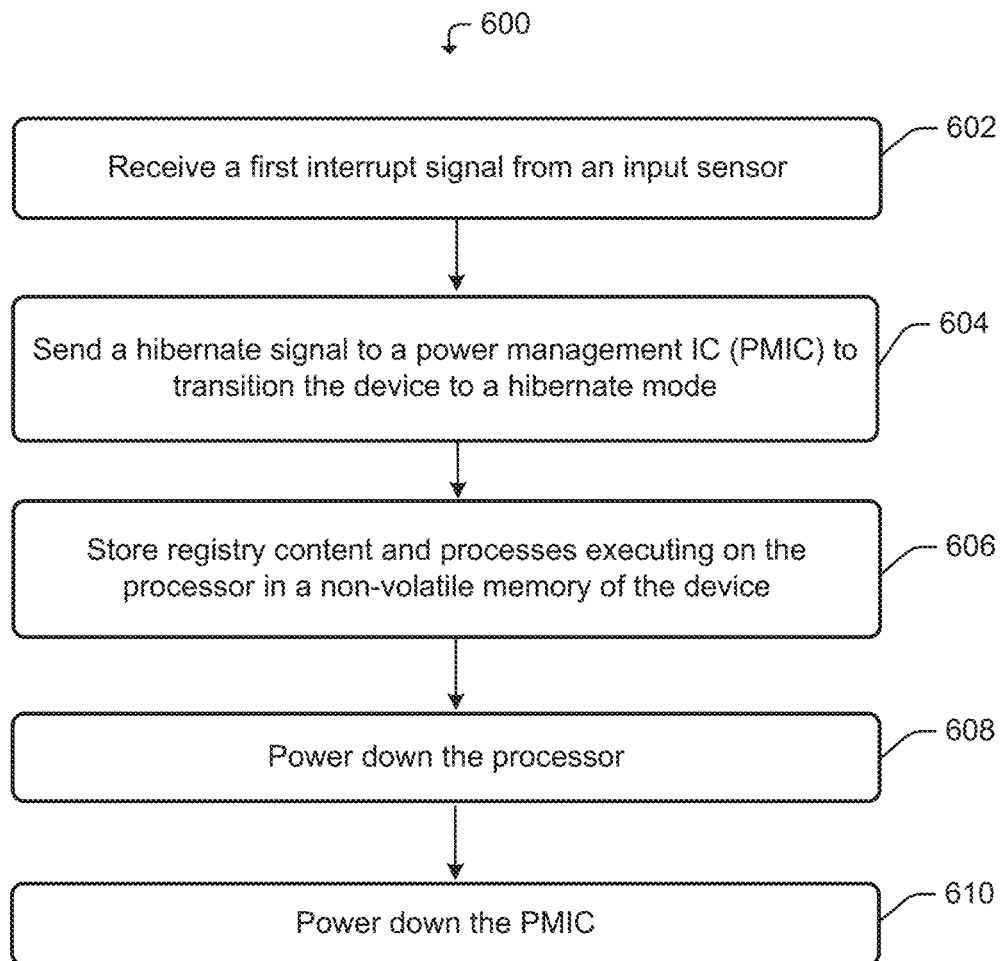 600
Receive a first interrupt signal from an input sensor
602
Send a hibernate signal to a power management IC (PMIC) to
transition the device to a hibernate mode
604
Store registry content and processes executing on the
processor in a non-volatile memory of the device
606
Power down the processor
608
Power down the PMIC
610